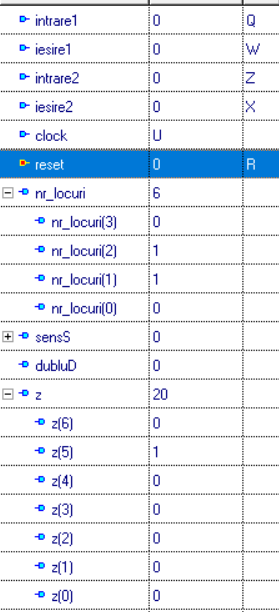 intrare1 0 Q
iesire1 0 W
intrare2 0 Z
iesire2 0 X
clock U
reset 0 R
nr_locuri 6
nr_locuri(3) 0
nr_locuri(2) 1
nr_locuri(1) 1
nr_locuri(0) 0
sensS 0
dubluD 0
z 20
z(6) 0
z(5) 1
z(4) 0
z(3) 0
z(2) 0
z(1) 0
z(0) 0